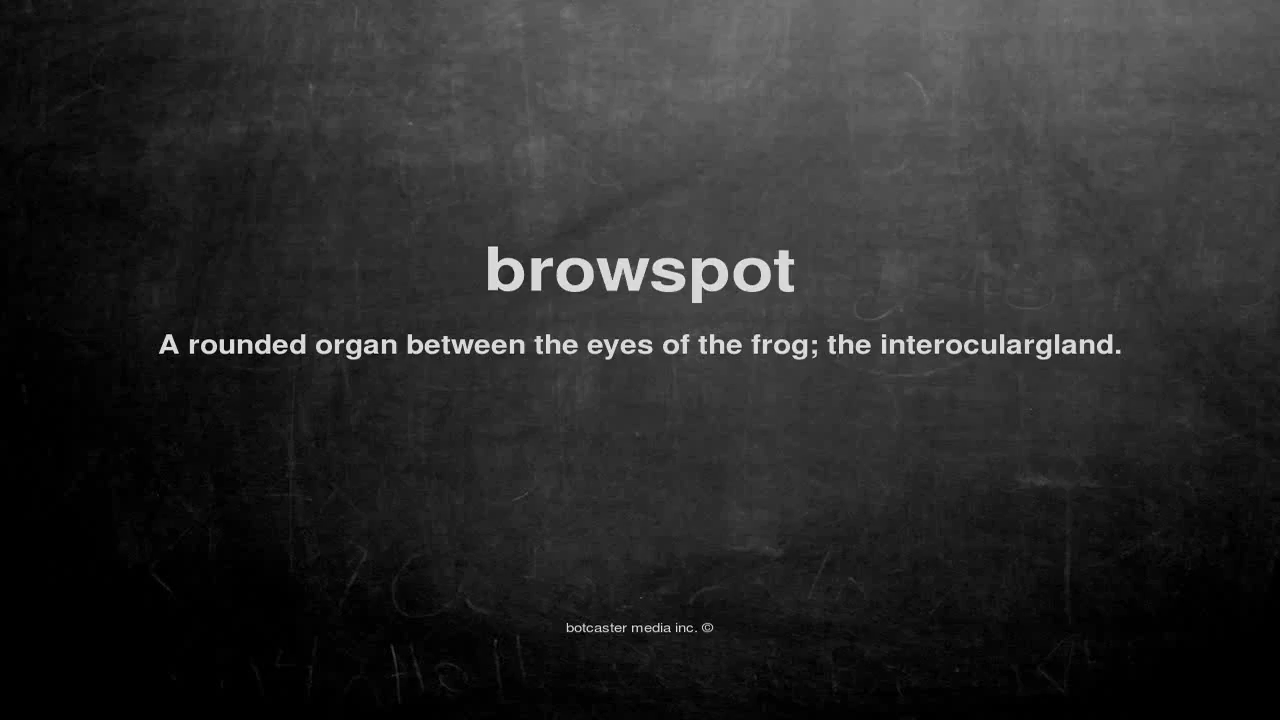 browspot
A rounded organ between the eyes of the frog; the interoculargland.
botcaster media inc. ©